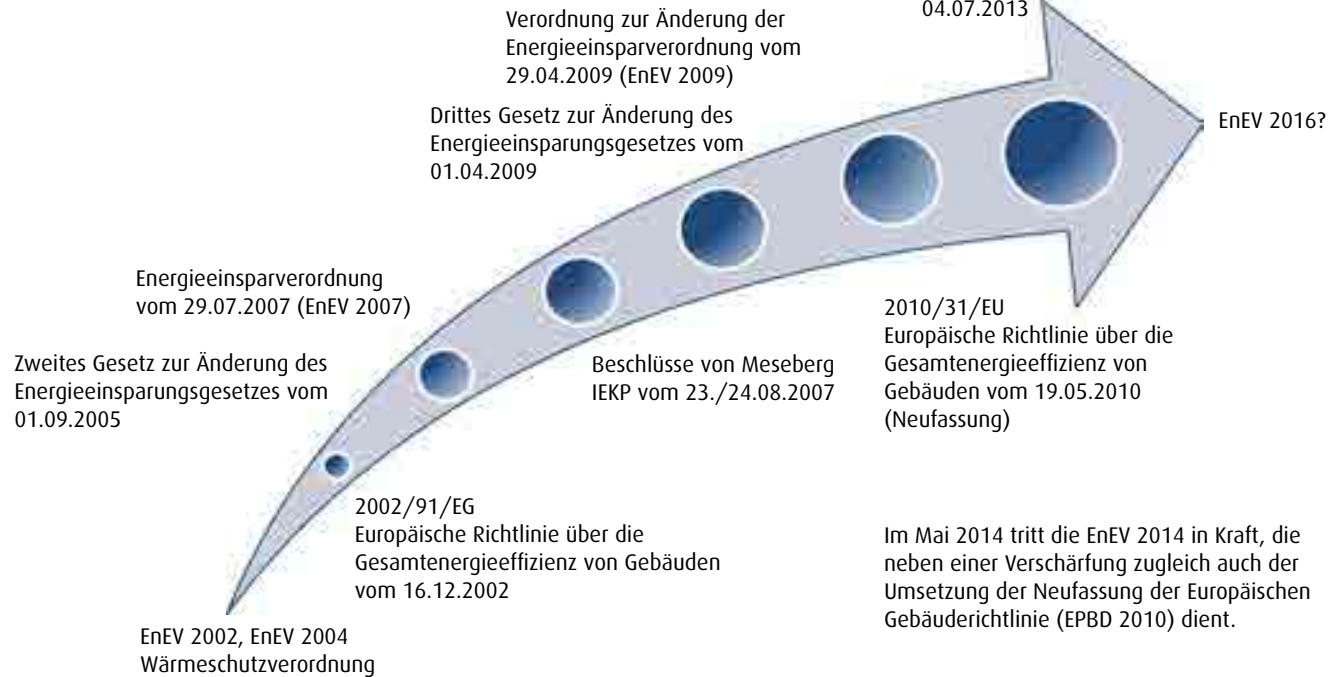 04.07.2013
Verordnung zur Änderung der
Energieeinsparverordnung vom
29.04.2009 (EnEV 2009)
Drittes Gesetz zur Änderung des
Energieeinsparungsgesetzes vom
01.04.2009
EnEV 2016?
Energieeinsparverordnung
vom 29.07.2007 (EnEV 2007)
Zweites Gesetz zur Änderung des
Energieeinsparungsgesetzes vom
01.09.2005
Beschlüsse von Meseberg
IEKP vom 23./24.08.2007
2010/31/EU
Europäische Richtlinie über die
Gesamtenergieeffizienz von
Gebäuden vom 19.05.2010
(Neufassung)
2002/91/EG
Europäische Richtlinie über die
Gesamtenergieeffizienz von Gebäuden
vom 16.12.2002
Im Mai 2014 tritt die EnEV 2014 in Kraft, die
neben einer Verschärfung zugleich auch der
Umsetzung der Neufassung der Europäischen
Gebäuderichtlinie (EPBD 2010) dient.
EnEV 2002, EnEV 2004
Wärmeschutzverordnung